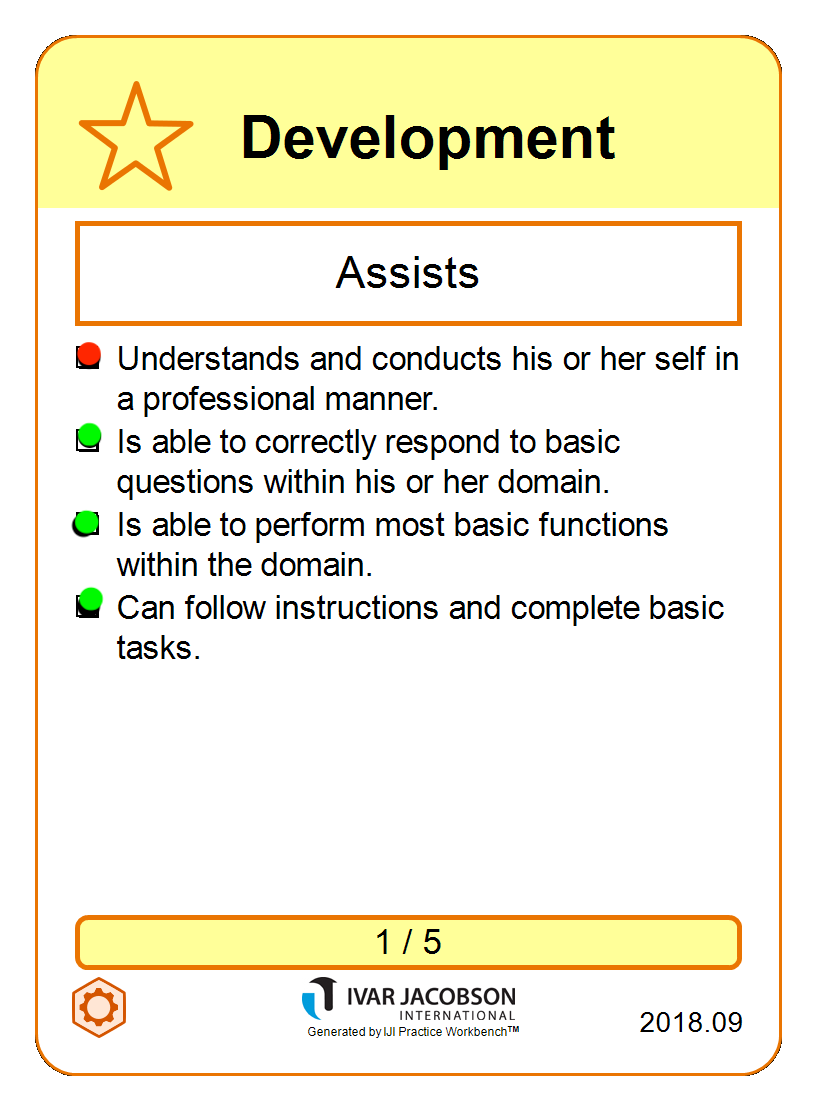 Development
Assists
Understands and conducts his or her self in
a professional manner.
Is able to correctly respond to basic
questions within his or her domain.
Is able to perform most basic functions
within the domain.
Can follow instructions and complete basic
tasks.
1 / 5
IVAR JACOBSON
INTERNATIONAL
Generated by IJI Practice Workbench™
2018.09